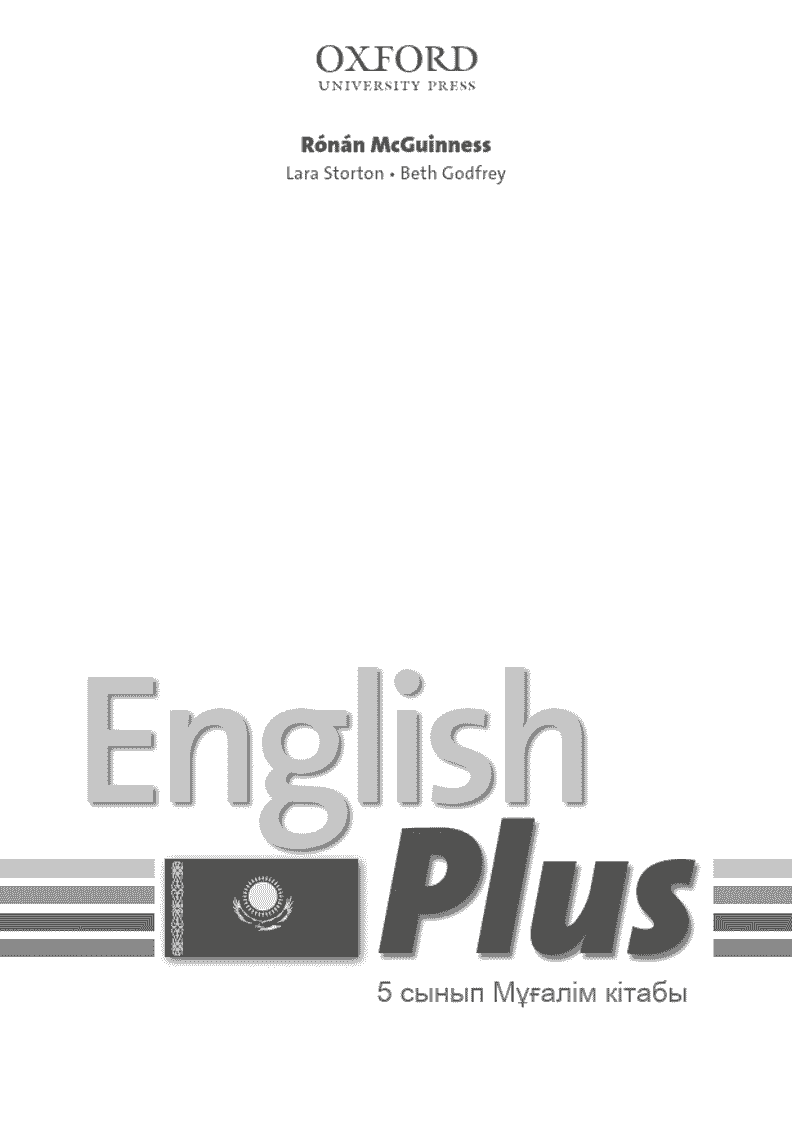 OXFORD
UNIVERSITY PRESS
Rónán McGuinness
Lara Storton • Beth Godfrey
English
Plus
5 сынып Мұғалім кітабы